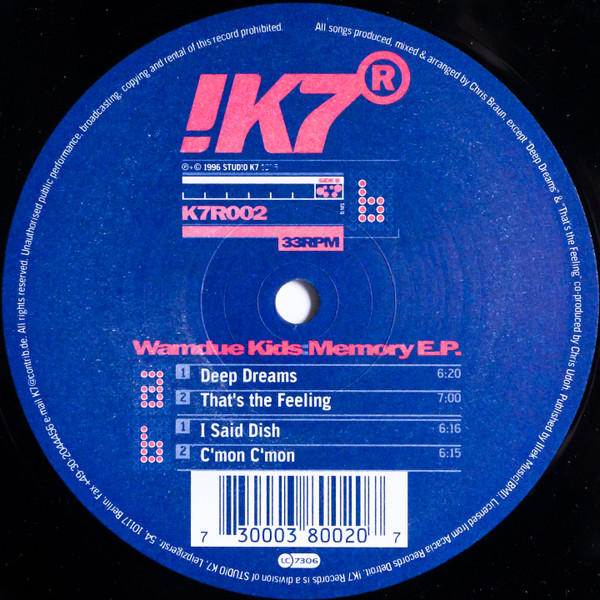 Unauthorised public performance, broadcasting, copying and rental of this record prohibited.
All songs produced, mixed & arranged by Chris Braun, except "Deep Dreams" & "That's the Feeling" co-produced by Chris Udoh. Published by Illek Music(BMI). Licensed from Acacia Records Detroit. !K7 Records is a division of STUDIO K7, Leipzigerstr. 54, 10117 Berlin. Fax ++49-30-2044456 e-mail K7@contrib.de. All rights reserved.
!K7®
℗+© 1996 STUD!O K7
SIDE B
b
K7R002
33RPM
Wamdue Kids:Memory E.P.
a
1 Deep Dreams 6:20
2 That's the Feeling 7:00
b
1 I Said Dish 6:16
2 C'mon C'mon 6:15
7 30003 80020 7
LC 7306